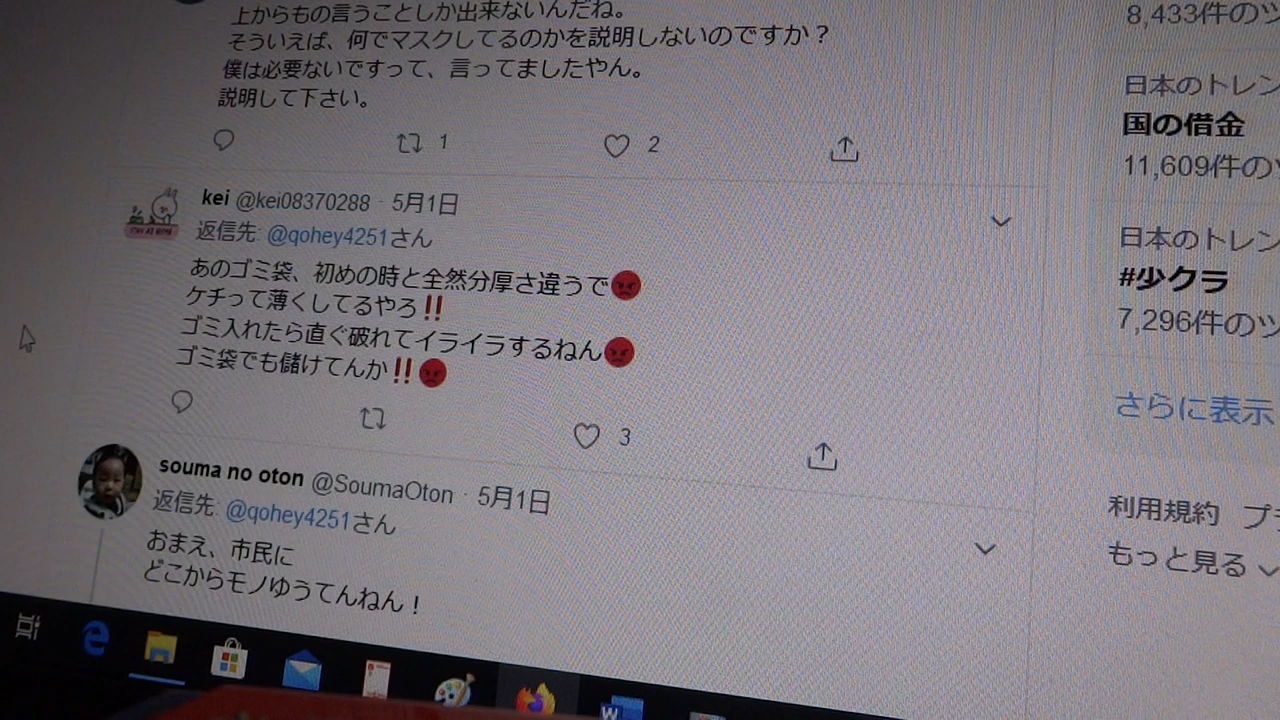 上からもの言うことしか出来ないんだね。
そういえば、何でマスクしてるのかを説明しないのですか？
僕は必要ないですって、言ってましたやん。
説明して下さい。
1
2
kei @kei08370288 · 5月1日
返信先: @qohey4251さん
あのゴミ袋、初めの時と全然分厚さ違うで😡
ケチって薄くしてるやろ‼
ゴミ入れたら直ぐ破れてイライラするねん😡
ゴミ袋でも儲けてんか‼😡
3
souma no oton @SoumaOton · 5月1日
返信先: @qohey4251さん
おまえ、市民に
どこからモノゆうてんねん！
8,433件のツ
日本のトレン
国の借金
11,609件のツ
日本のトレン
#少クラ
7,296件のツ
さらに表示
利用規約 プラ
もっと見る